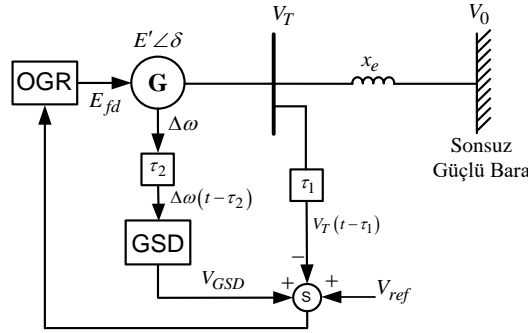 V_T
V_0
E'∠δ
OGR
G
x_e
E_fd
Δω
Sonsuz
Güçlü Bara
τ_2
τ_1
Δω(t−τ_2)
V_T(t−τ_1)
GSD
−
V_GSD
+
+
S
V_ref